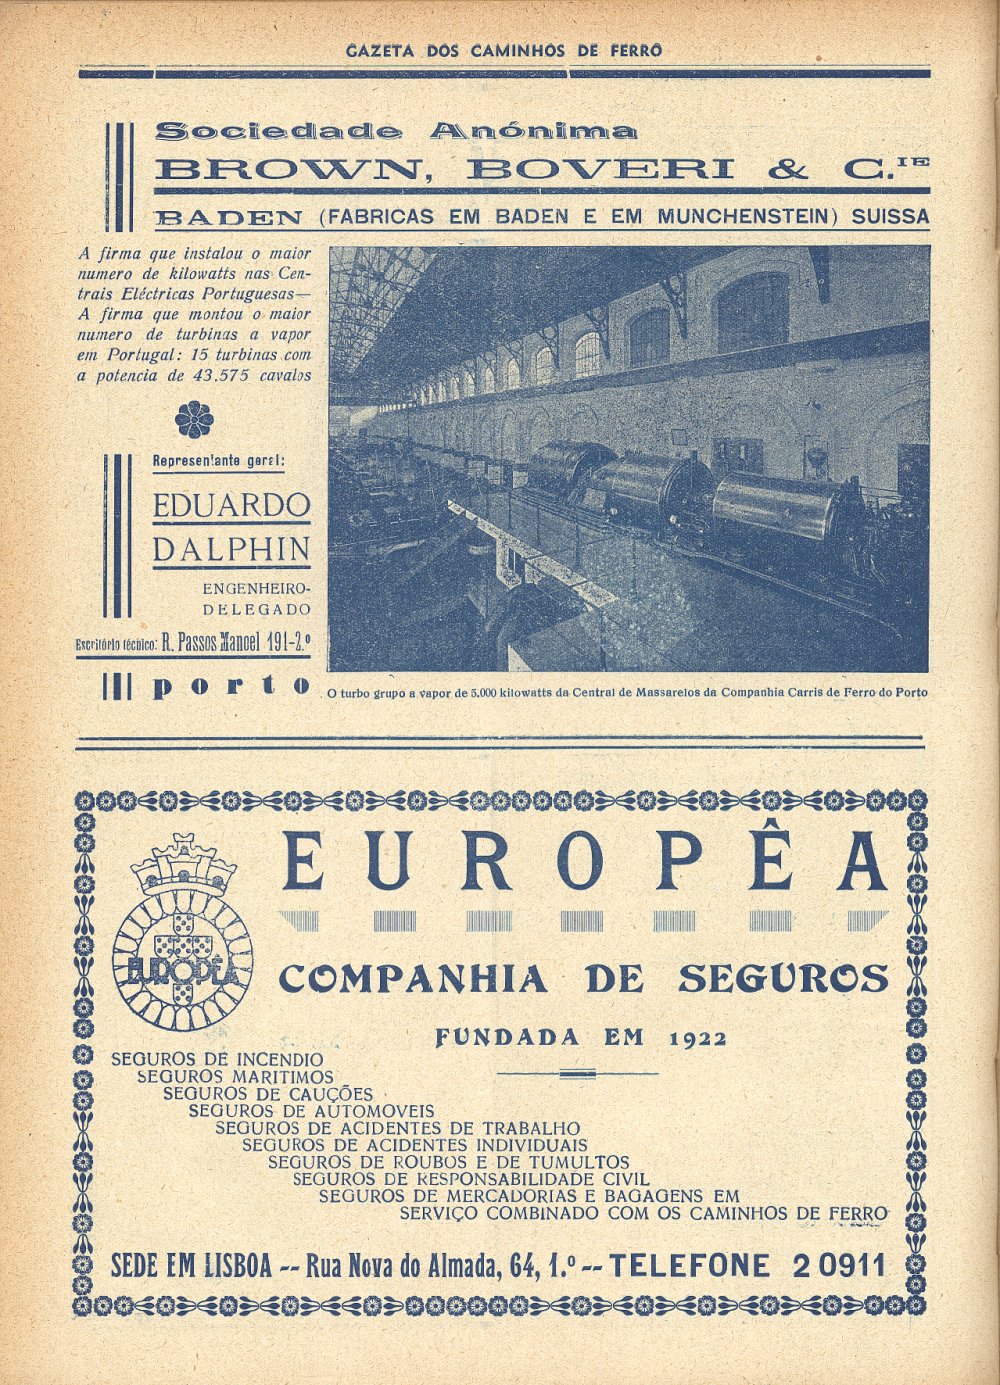 GAZETA DOS CAMINHOS DE FERRO
Sociedade Anónima
BROWN, BOVERI & C.IE
BADEN (FABRICAS EM BADEN E EM MUNCHENSTEIN) SUISSA
A firma que instalou o maior
numero de kilowatts nas Cen-
trais Eléctricas Portuguesas—
A firma que montou o maior
numero de turbinas a vapor
em Portugal: 15 turbinas com
a potencia de 43.575 cavalos
Representante geral:
EDUARDO
DALPHIN
ENGENHEIRO-
DELEGADO
Escritório técnico: R. Passos Manoel 191-2.º
porto
O turbo grupo a vapor de 5.000 kilowatts da Central de Massarelos da Companhia Carris de Ferro do Porto
EUROPÊA
EUROPÊA
COMPANHIA DE SEGUROS
FUNDADA EM 1922
SEGUROS DE INCENDIO
SEGUROS MARITIMOS
SEGUROS DE CAUÇÕES
SEGUROS DE AUTOMOVEIS
SEGUROS DE ACIDENTES DE TRABALHO
SEGUROS DE ACIDENTES INDIVIDUAIS
SEGUROS DE ROUBOS E DE TUMULTOS
SEGUROS DE RESPONSABILIDADE CIVIL
SEGUROS DE MERCADORIAS E BAGAGENS EM
SERVIÇO COMBINADO COM OS CAMINHOS DE FERRO
SEDE EM LISBOA -- Rua Nova do Almada, 64, 1.º -- TELEFONE 2 0911